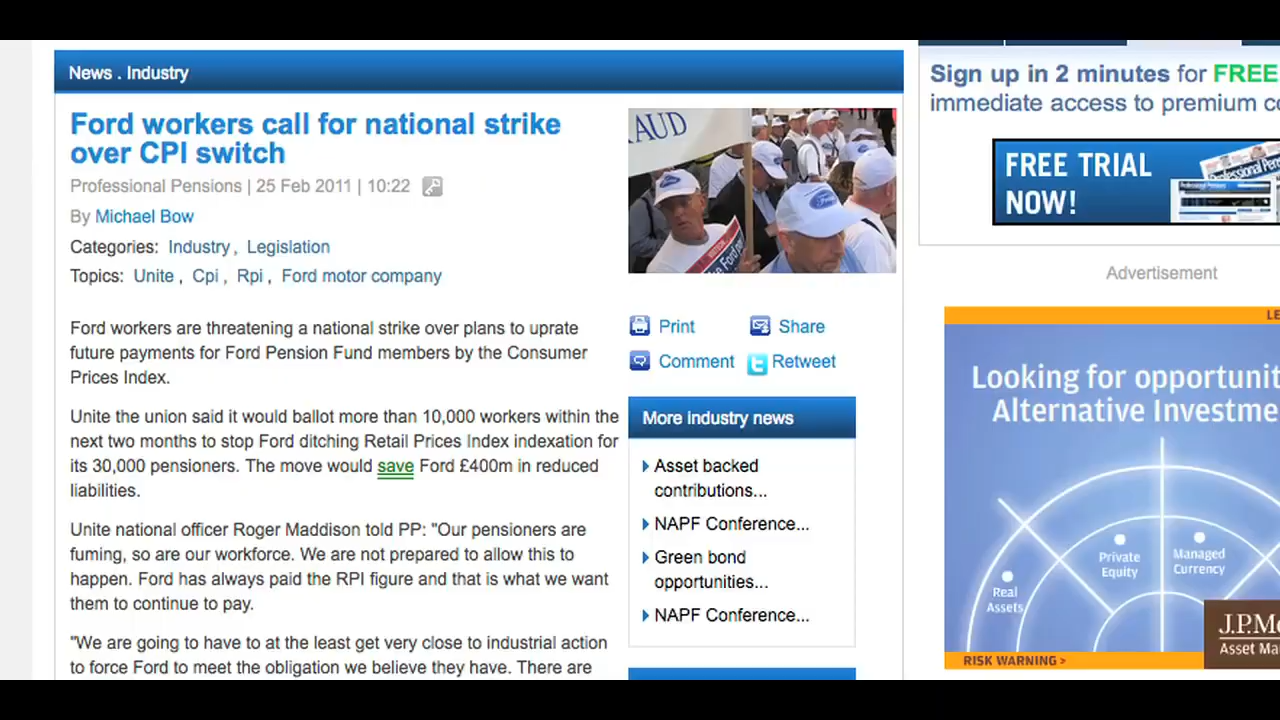 News . Industry
Ford workers call for national strike
over CPI switch
Professional Pensions | 25 Feb 2011 | 10:22
By Michael Bow
Categories: Industry , Legislation
Topics: Unite , Cpi , Rpi , Ford motor company
Ford workers are threatening a national strike over plans to uprate
future payments for Ford Pension Fund members by the Consumer
Prices Index.
Unite the union said it would ballot more than 10,000 workers within the
next two months to stop Ford ditching Retail Prices Index indexation for
its 30,000 pensioners. The move would save Ford £400m in reduced
liabilities.
Unite national officer Roger Maddison told PP: "Our pensioners are
fuming, so are our workforce. We are not prepared to allow this to
happen. Ford has always paid the RPI figure and that is what we want
them to continue to pay.
"We are going to have to at the least get very close to industrial action
to force Ford to meet the obligation we believe they have. There are
AUD
Print
Share
Comment
Retweet
More industry news
Asset backed
contributions...
NAPF Conference...
Green bond
opportunities...
NAPF Conference...
Sign up in 2 minutes for FREE
immediate access to premium co
FREE TRIAL
NOW!
Advertisement
LE
Looking for opportunit
Alternative Investme
Private
Equity
Managed
Currency
Real
Assets
J.P.Mo
Asset Ma
RISK WARNING >